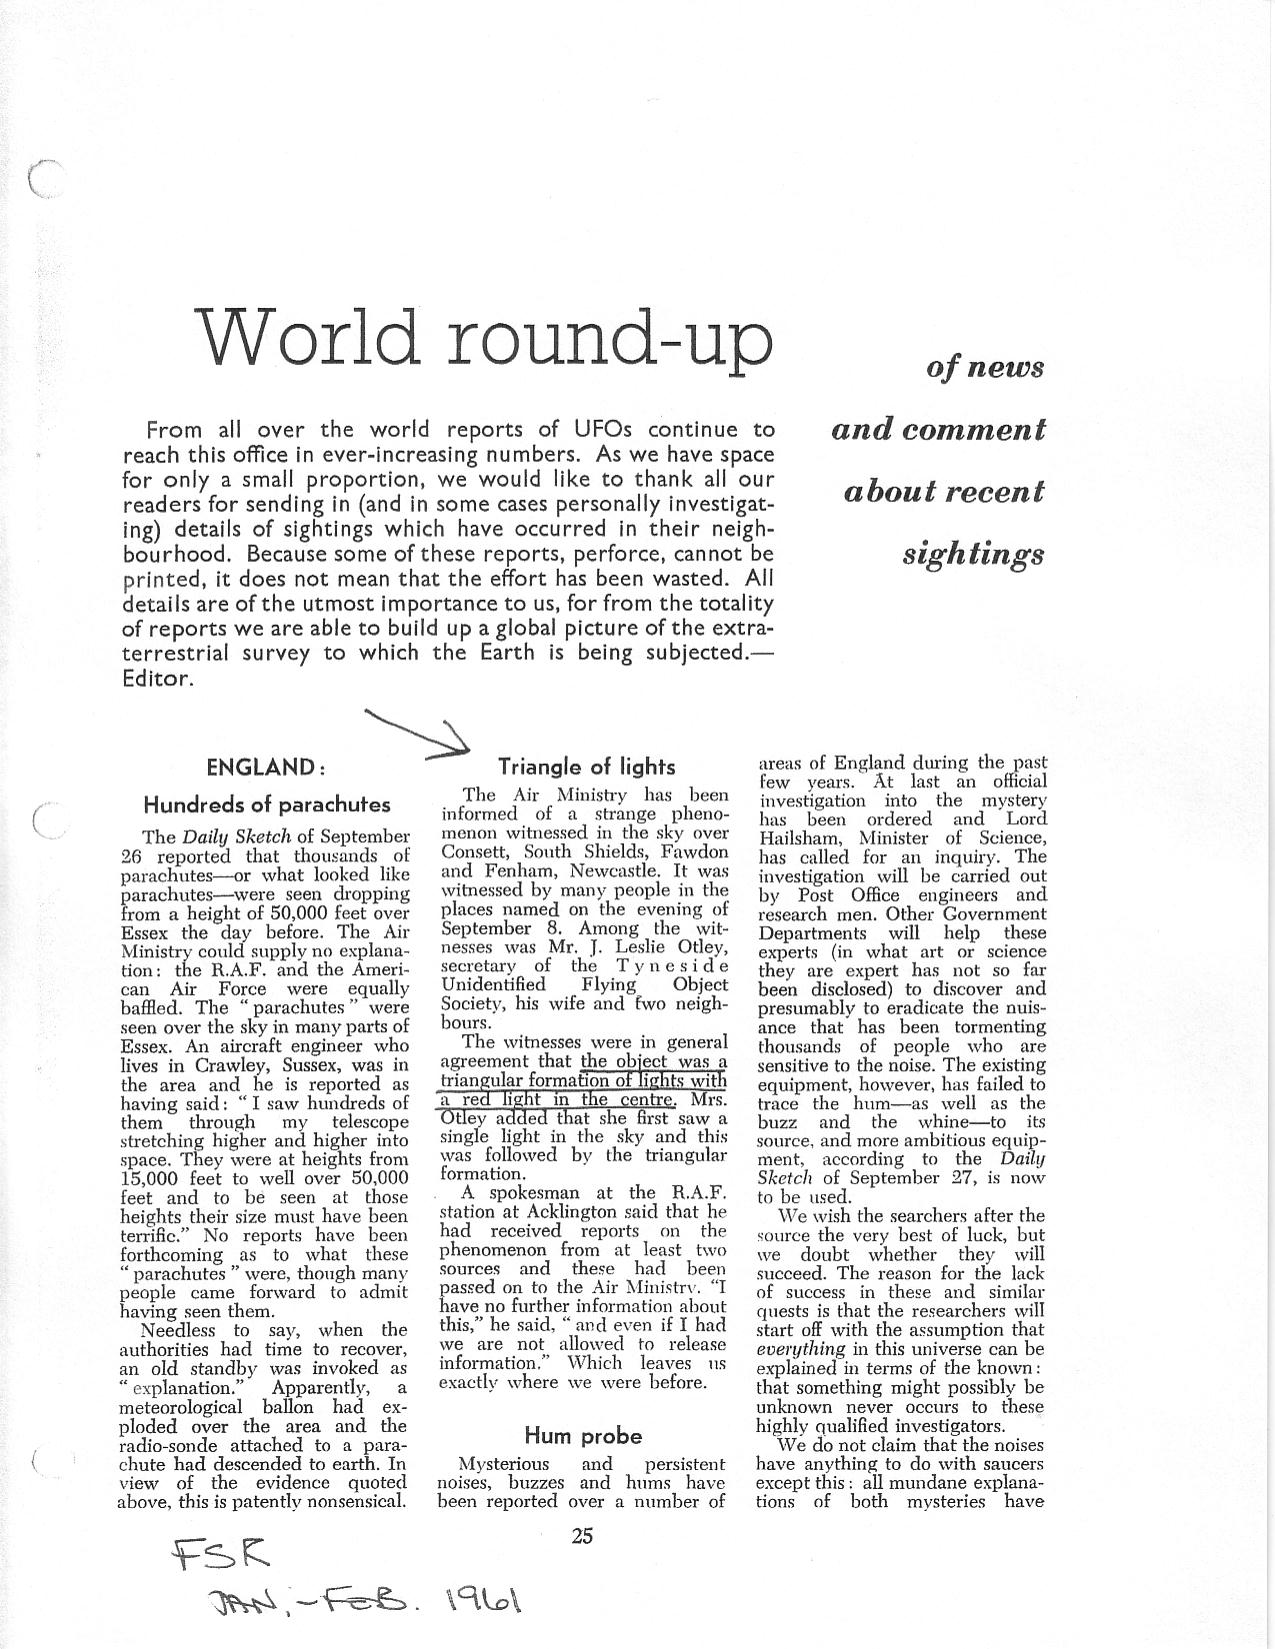 World round-up
of news
and comment
about recent
sightings
From all over the world reports of UFOs continue to
reach this office in ever-increasing numbers. As we have space
for only a small proportion, we would like to thank all our
readers for sending in (and in some cases personally investigat-
ing) details of sightings which have occurred in their neigh-
bourhood. Because some of these reports, perforce, cannot be
printed, it does not mean that the effort has been wasted. All
details are of the utmost importance to us, for from the totality
of reports we are able to build up a global picture of the extra-
terrestrial survey to which the Earth is being subjected.—
Editor.
ENGLAND:
Hundreds of parachutes
The Daily Sketch of September
26 reported that thousands of
parachutes—or what looked like
parachutes—were seen dropping
from a height of 50,000 feet over
Essex the day before. The Air
Ministry could supply no explana-
tion: the R.A.F. and the Ameri-
can Air Force were equally
baffled. The "parachutes" were
seen over the sky in many parts of
Essex. An aircraft engineer who
lives in Crawley, Sussex, was in
the area and he is reported as
having said: "I saw hundreds of
them through my telescope
stretching higher and higher into
space. They were at heights from
15,000 feet to well over 50,000
feet and to be seen at those
heights their size must have been
terrific." No reports have been
forthcoming as to what these
"parachutes" were, though many
people came forward to admit
having seen them.
Needless to say, when the
authorities had time to recover,
an old standby was invoked as
"explanation." Apparently, a
meteorological ballon had ex-
ploded over the area and the
radio-sonde attached to a para-
chute had descended to earth. In
view of the evidence quoted
above, this is patently nonsensical.
Triangle of lights
The Air Ministry has been
informed of a strange pheno-
menon witnessed in the sky over
Consett, South Shields, Fawdon
and Fenham, Newcastle. It was
witnessed by many people in the
places named on the evening of
September 8. Among the wit-
nesses was Mr. J. Leslie Otley,
secretary of the Tyneside
Unidentified Flying Object
Society, his wife and two neigh-
bours.
The witnesses were in general
agreement that the object was a
triangular formation of lights with
a red light in the centre. Mrs.
Otley added that she first saw a
single light in the sky and this
was followed by the triangular
formation.
A spokesman at the R.A.F.
station at Acklington said that he
had received reports on the
phenomenon from at least two
sources and these had been
passed on to the Air Ministry. "I
have no further information about
this," he said, "and even if I had
we are not allowed to release
information." Which leaves us
exactly where we were before.
Hum probe
Mysterious and persistent
noises, buzzes and hums have
been reported over a number of
areas of England during the past
few years. At last an official
investigation into the mystery
has been ordered and Lord
Hailsham, Minister of Science,
has called for an inquiry. The
investigation will be carried out
by Post Office engineers and
research men. Other Government
Departments will help these
experts (in what art or science
they are expert has not so far
been disclosed) to discover and
presumably to eradicate the nuis-
ance that has been tormenting
thousands of people who are
sensitive to the noise. The existing
equipment, however, has failed to
trace the hum—as well as the
buzz and the whine—to its
source, and more ambitious equip-
ment, according to the Daily
Sketch of September 27, is now
to be used.
We wish the searchers after the
source the very best of luck, but
we doubt whether they will
succeed. The reason for the lack
of success in these and similar
quests is that the researchers will
start off with the assumption that
everything in this universe can be
explained in terms of the known:
that something might possibly be
unknown never occurs to these
highly qualified investigators.
We do not claim that the noises
have anything to do with saucers
except this: all mundane explana-
tions of both mysteries have
25
FSR
JAN.-FEB. 1961